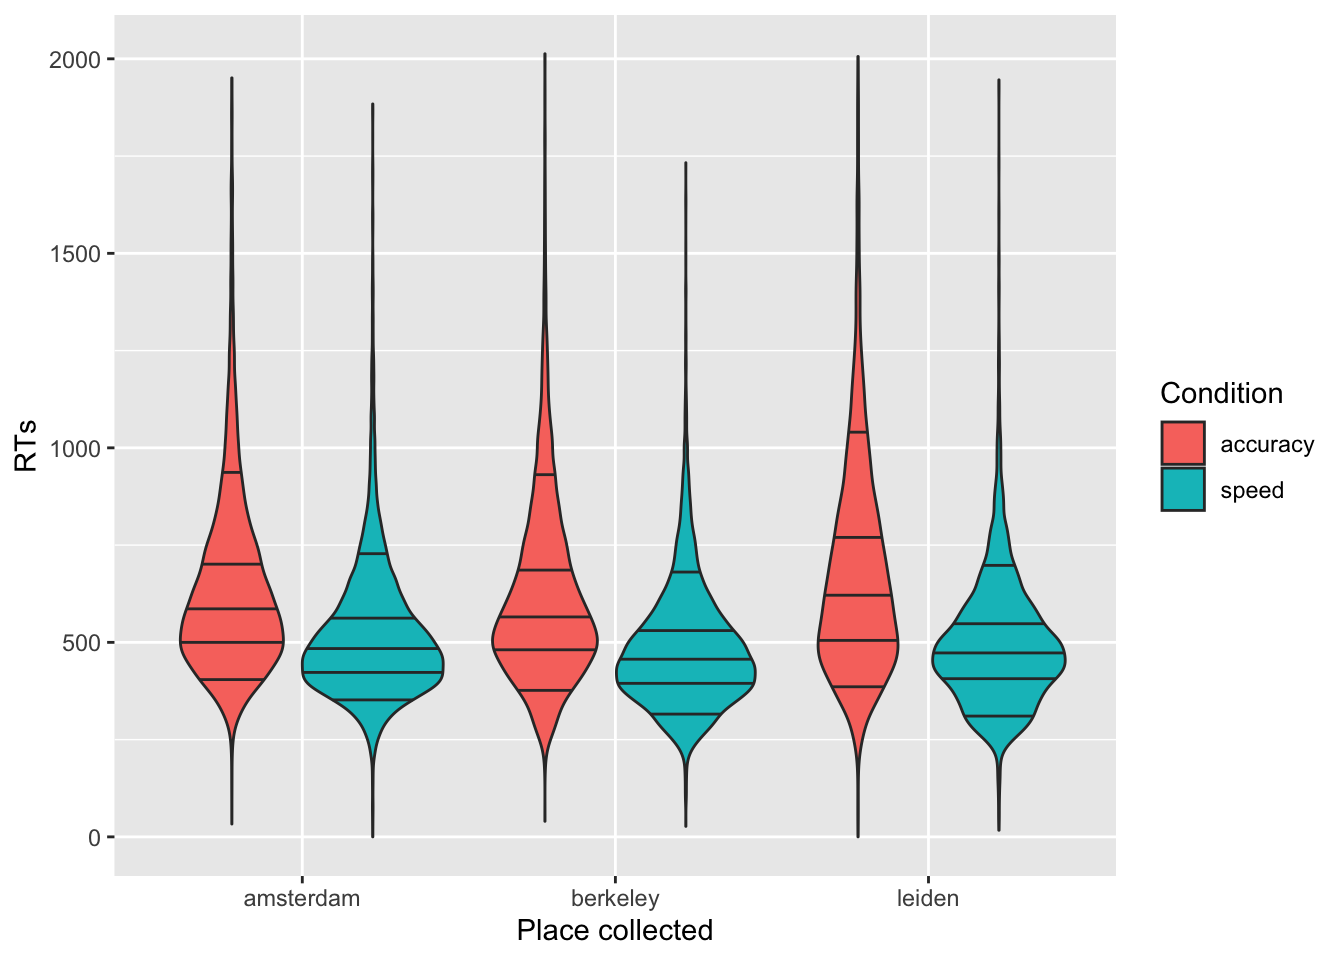 2000
1500
1000
500
0
RTs
amsterdam
berkeley
leiden
Place collected
Condition
accuracy
speed